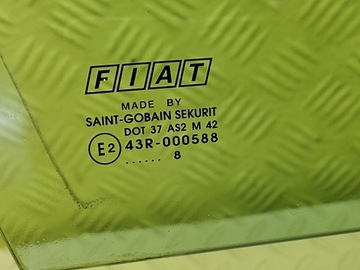 FIAT
MADE BY
SAINT-GOBAIN SEKURIT
DOT 37 AS2 M 42
E2 43R-000588
...... 8